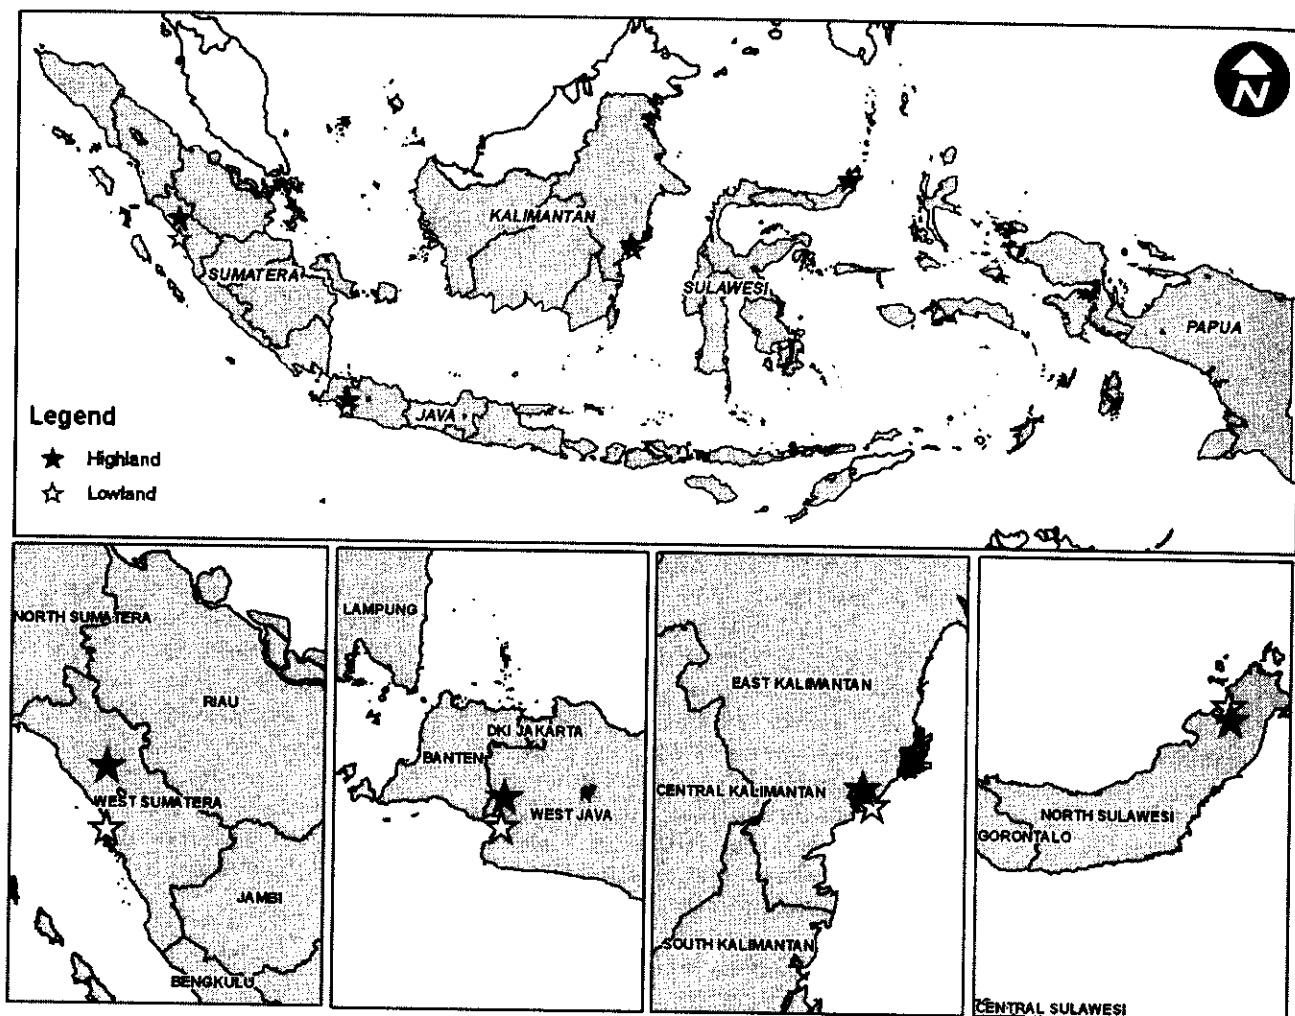 N
KALIMANTAN
SUMATERA
SULAWESI
PAPUA
JAVA
Legend
Highland
Lowland
NORTH SUMATERA
RIAU
WEST SUMATERA
JAMBI
BENGKULU
LAMPUNG
DKI JAKARTA
BANTEN
WEST JAVA
EAST KALIMANTAN
CENTRAL KALIMANTAN
SOUTH KALIMANTAN
NORTH SULAWESI
GORONTALO
CENTRAL SULAWESI